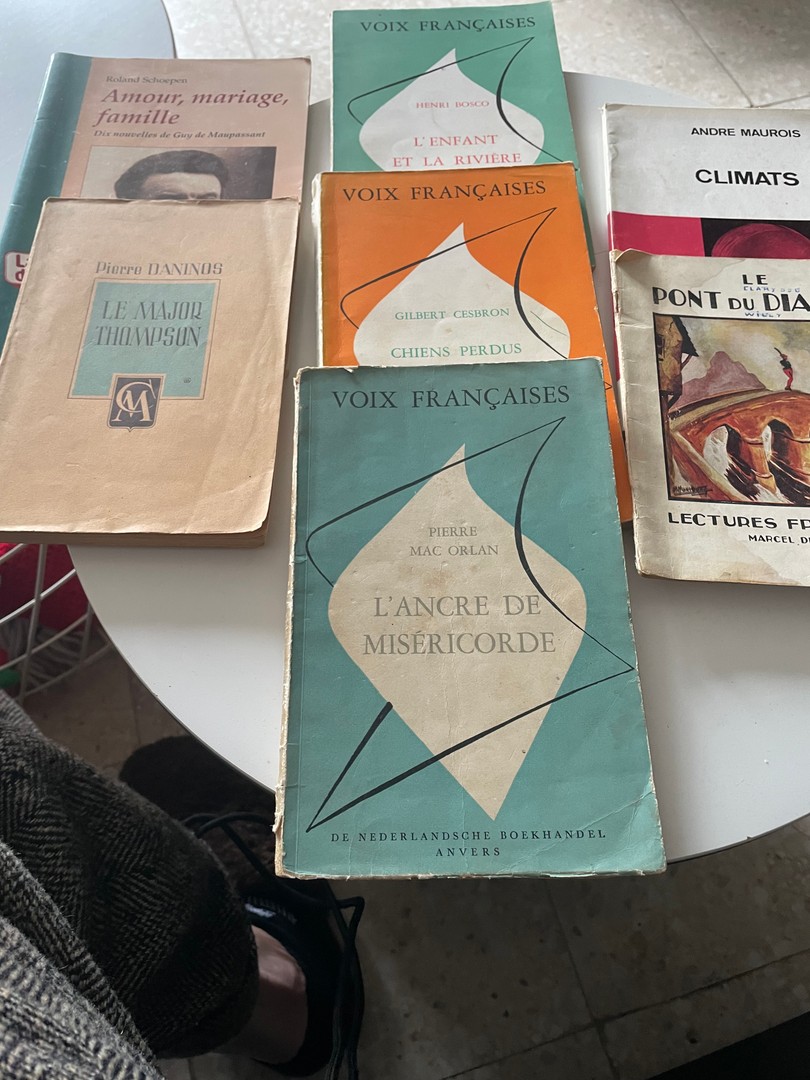 Roland Schoepen
Amour, mariage,
famille
Dix nouvelles de Guy de Maupassant
Pierre DANINOS
LE MAJOR
THOMPSON
CM
VOIX FRANÇAISES
HENRI BOSCO
L'ENFANT
ET LA RIVIÈRE
VOIX FRANÇAISES
GILBERT CESBRON
CHIENS PERDUS
VOIX FRANÇAISES
PIERRE
MAC ORLAN
L'ANCRE DE
MISÉRICORDE
DE NEDERLANDSCHE BOEKHANDEL
ANVERS
ANDRE MAUROIS
CLIMATS
LE
PONT DU DIA
LECTURES FR
MARCEL D